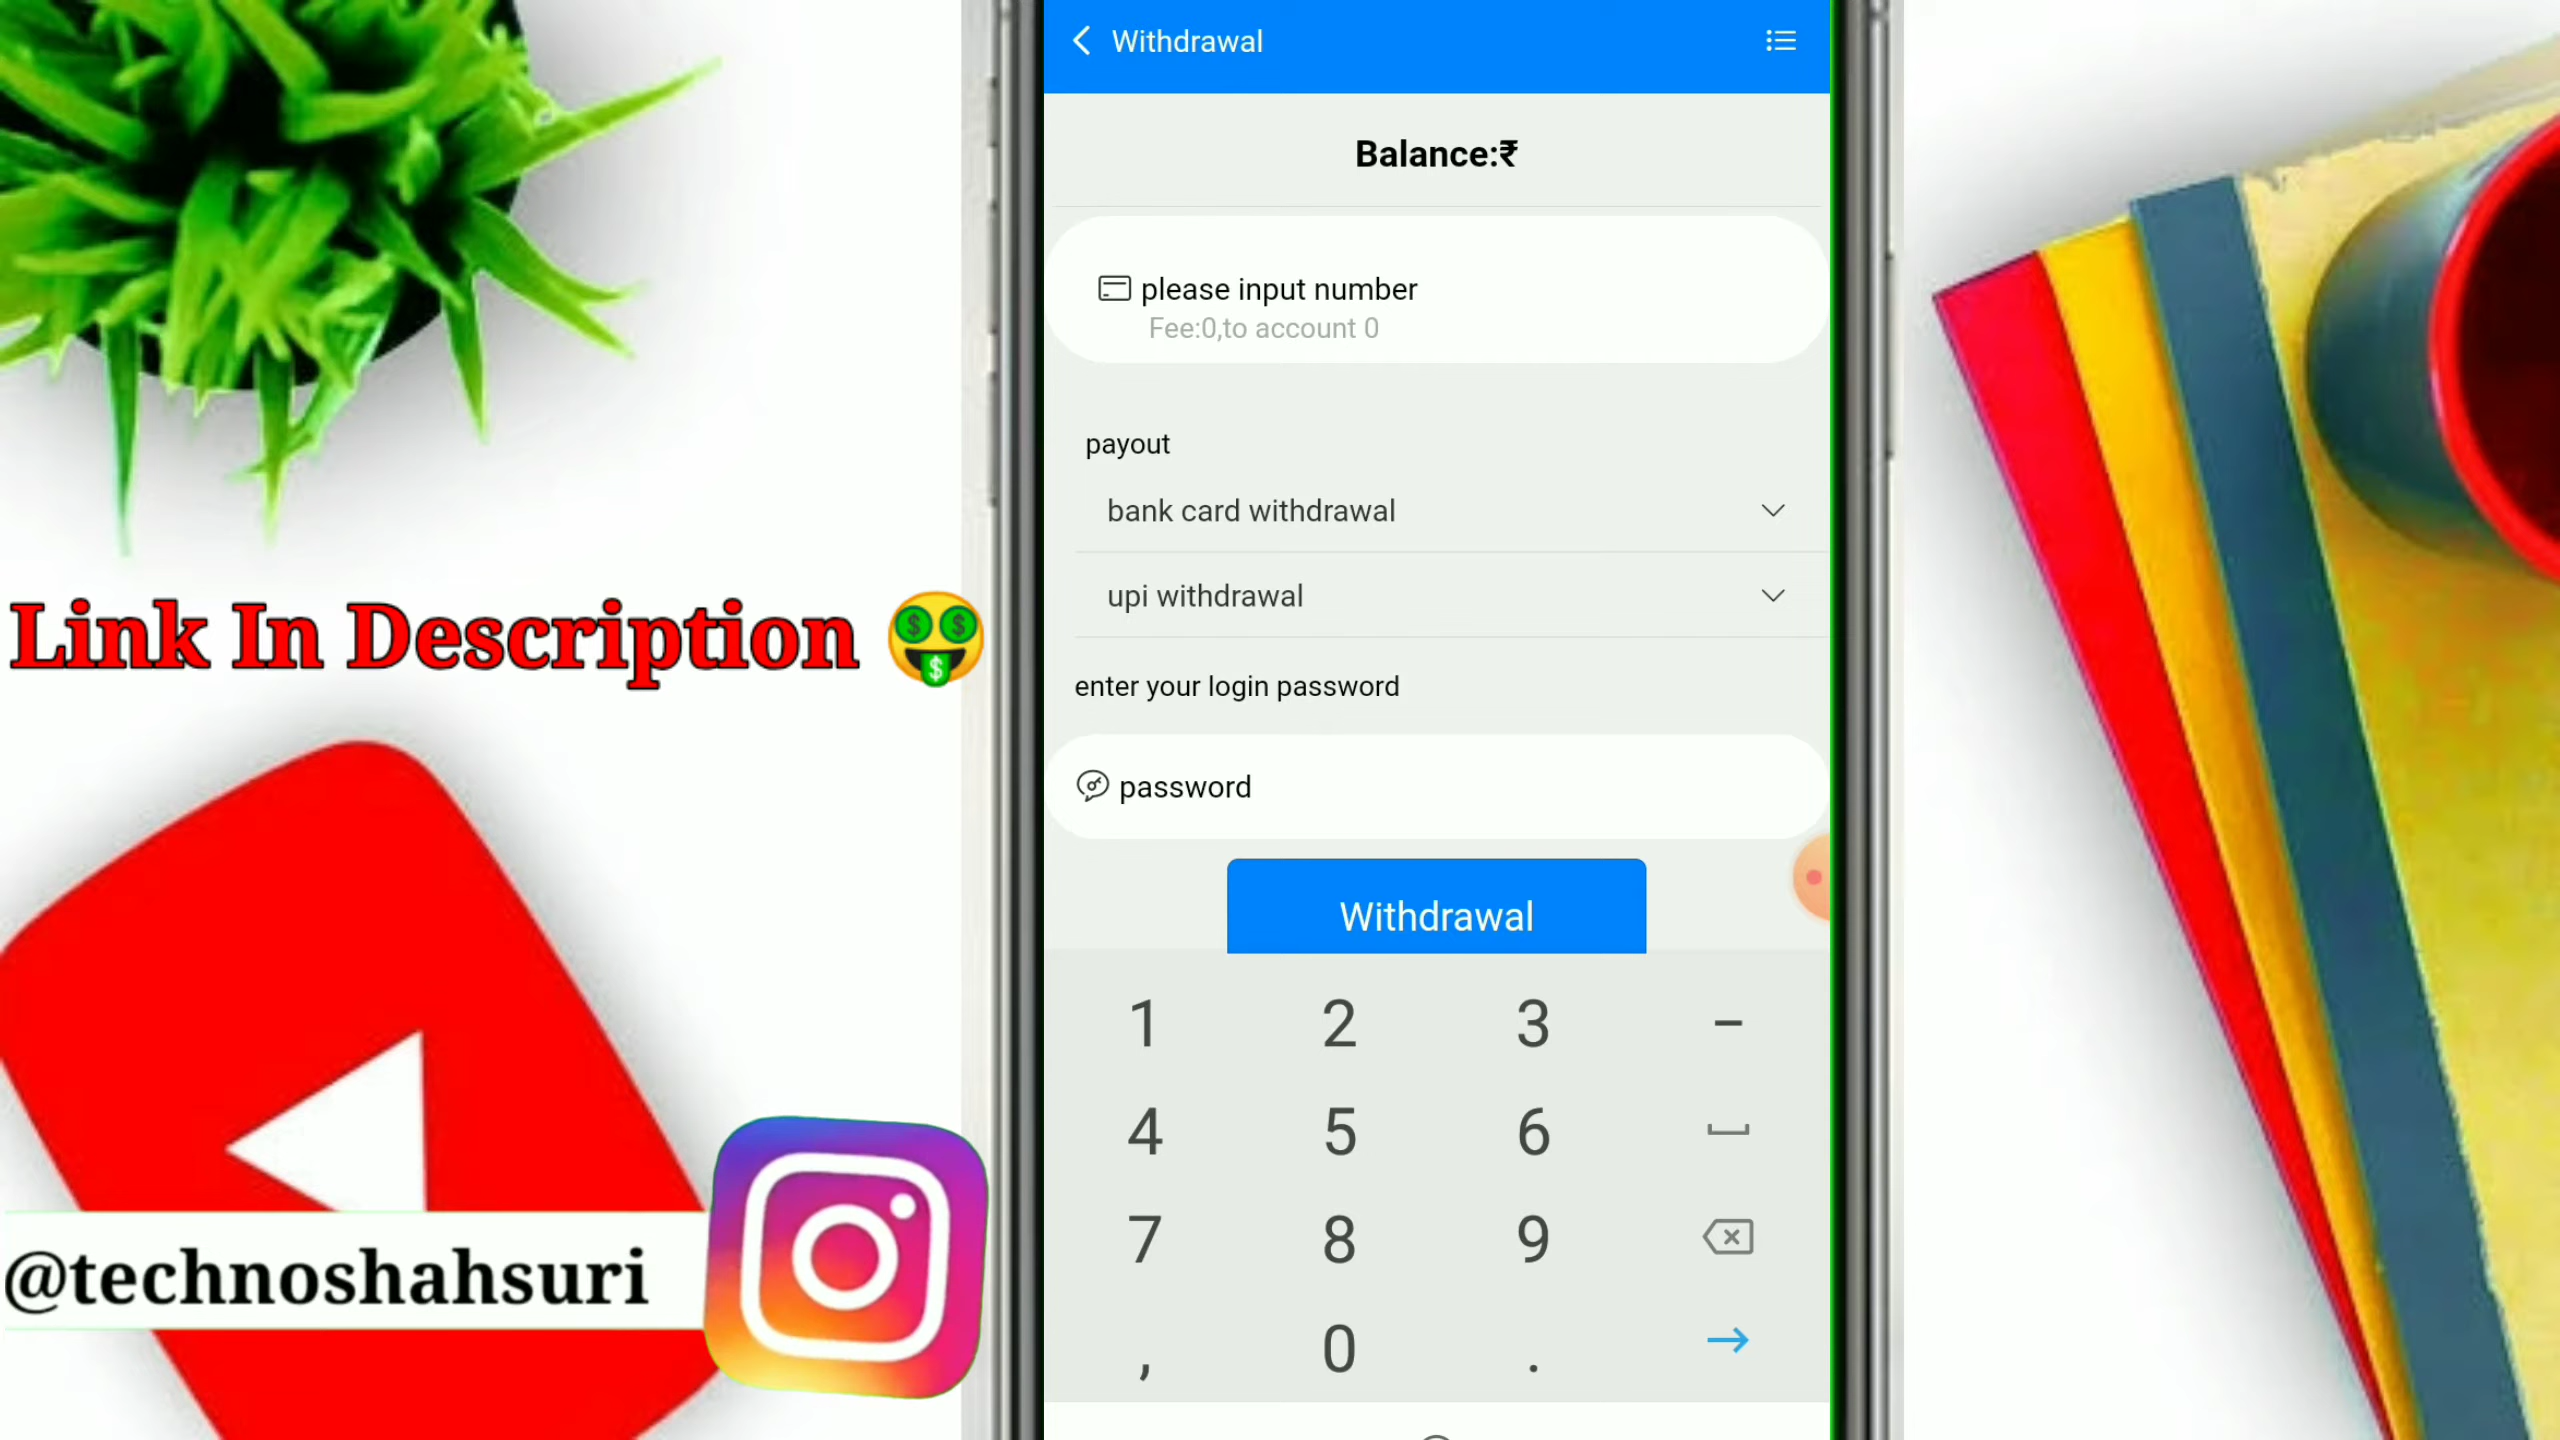 Withdrawal
Balance:₹
please input number
Fee:0,to account 0
payout
bank card withdrawal
upi withdrawal
enter your login password
password
Withdrawal
1 2 3 -
4 5 6
7 8 9
, 0 .
Link In Description
@technoshahsuri